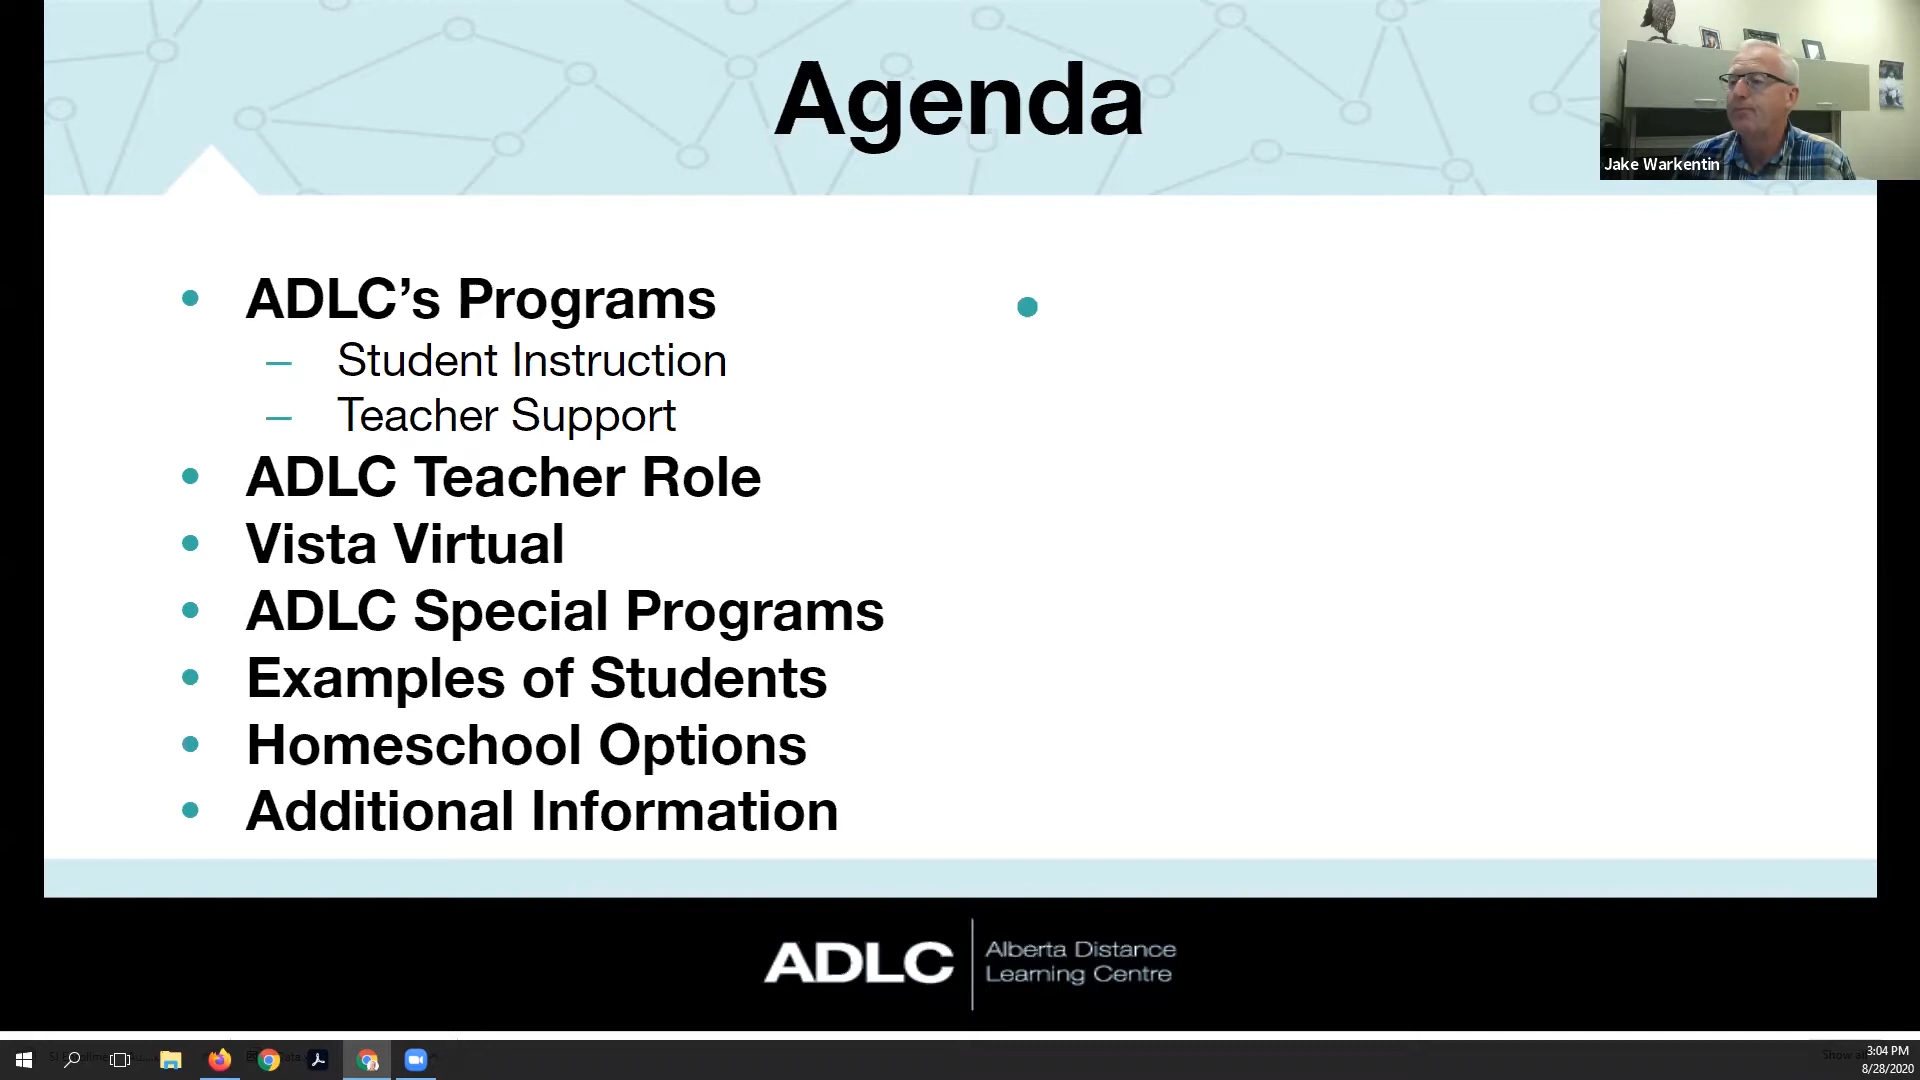 Agenda
Jake Warkentin
• ADLC’s Programs
– Student Instruction
– Teacher Support
• ADLC Teacher Role
• Vista Virtual
• ADLC Special Programs
• Examples of Students
• Homeschool Options
• Additional Information
•
ADLC
Alberta Distance
Learning Centre
3:04 PM
8/28/2020